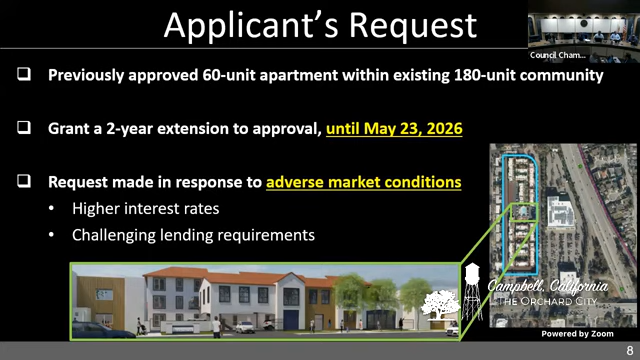 Applicant's Request
Council Cham...
Previously approved 60-unit apartment within existing 180-unit community
Grant a 2-year extension to approval, until May 23, 2026
Request made in response to adverse market conditions
• Higher interest rates
• Challenging lending requirements
Campbell, California
THE ORCHARD CITY
Powered by Zoom
8